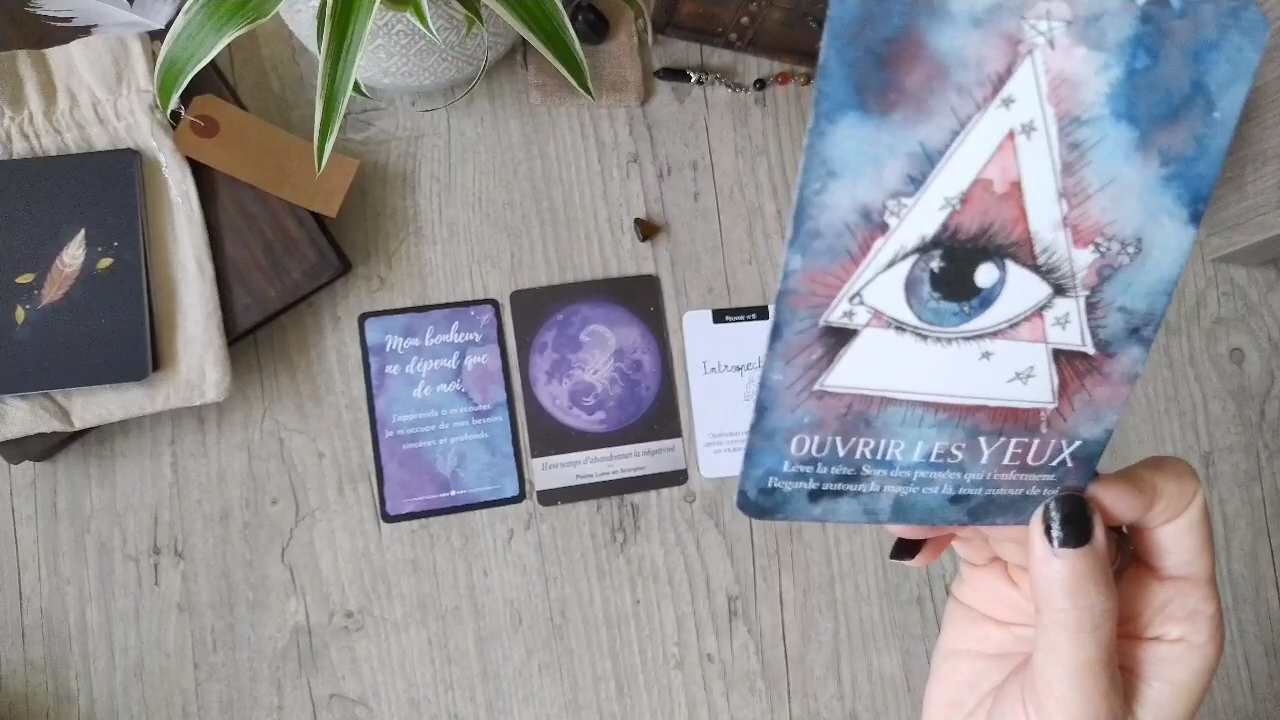 Mon bonheur
ne dépend que
de moi.
J'apprends à m'écouter
Je m'occupe de mes besoins
sincères et profonds.
Il est temps d'abandonner la négativité
Pleine Lune en Scorpion
Introspect
OUVRIR LES YEUX
Lève la tête. Sors des pensées qui t'enferment.
Regarde autour, la magie est là, tout autour de toi